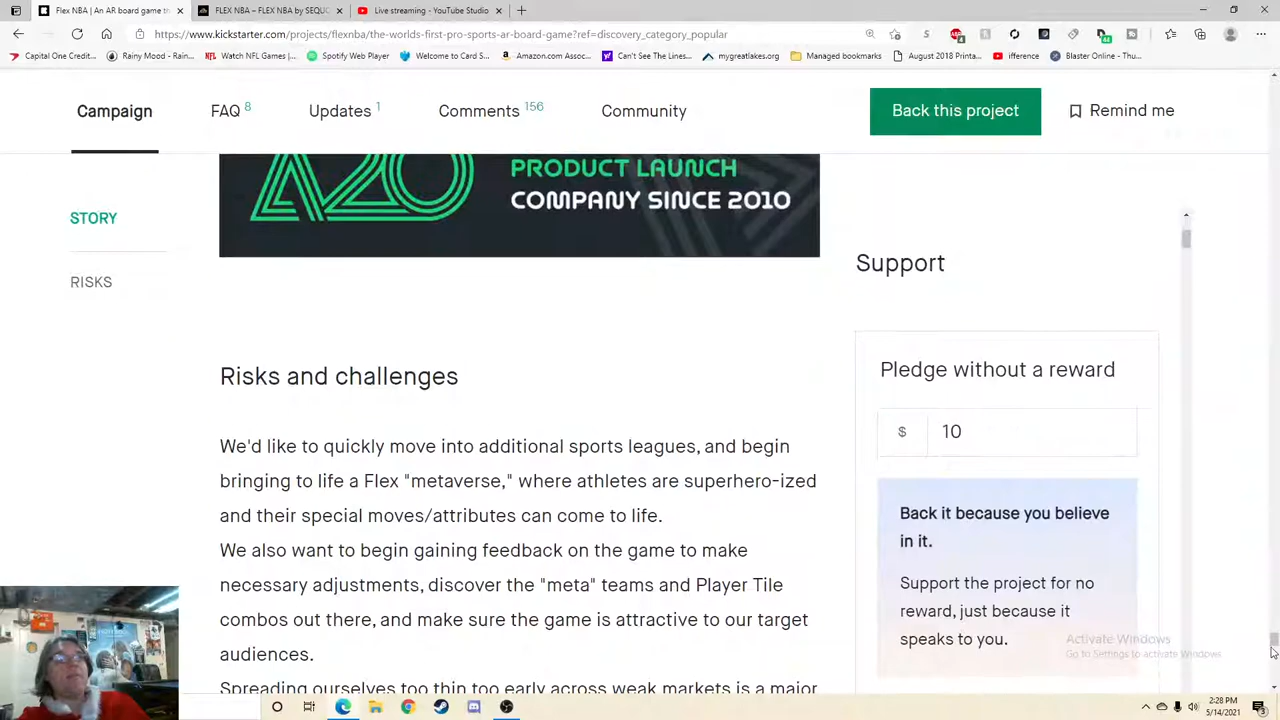 Flex NBA | An AR board game th
FLEX NBA – FLEX NBA by SEQUO
Live streaming - YouTube Studio
https://www.kickstarter.com/projects/flexnba/the-worlds-first-pro-sports-ar-board-game?ref=discovery_category_popular
Capital One Credit...
Rainy Mood - Rain...
Watch NFL Games |...
Spotify Web Player
Welcome to Card S...
Amazon.com Assoc...
Can't See The Lines...
mygreatlakes.org
Managed bookmarks
August 2018 Printa...
ifference
Blaster Online - Thu...
Campaign
FAQ 8
Updates 1
Comments 156
Community
Back this project
Remind me
STORY
RISKS
A20
PRODUCT LAUNCH
COMPANY SINCE 2010
Risks and challenges
We'd like to quickly move into additional sports leagues, and begin
bringing to life a Flex "metaverse," where athletes are superhero-ized
and their special moves/attributes can come to life.
We also want to begin gaining feedback on the game to make
necessary adjustments, discover the "meta" teams and Player Tile
combos out there, and make sure the game is attractive to our target
audiences.
Spreading ourselves too thin too early across weak markets is a major
Support
Pledge without a reward
$ 10
Back it because you believe
in it.
Support the project for no
reward, just because it
speaks to you.
Activate Windows
Go to Settings to activate Windows
2:28 PM
5/14/2021